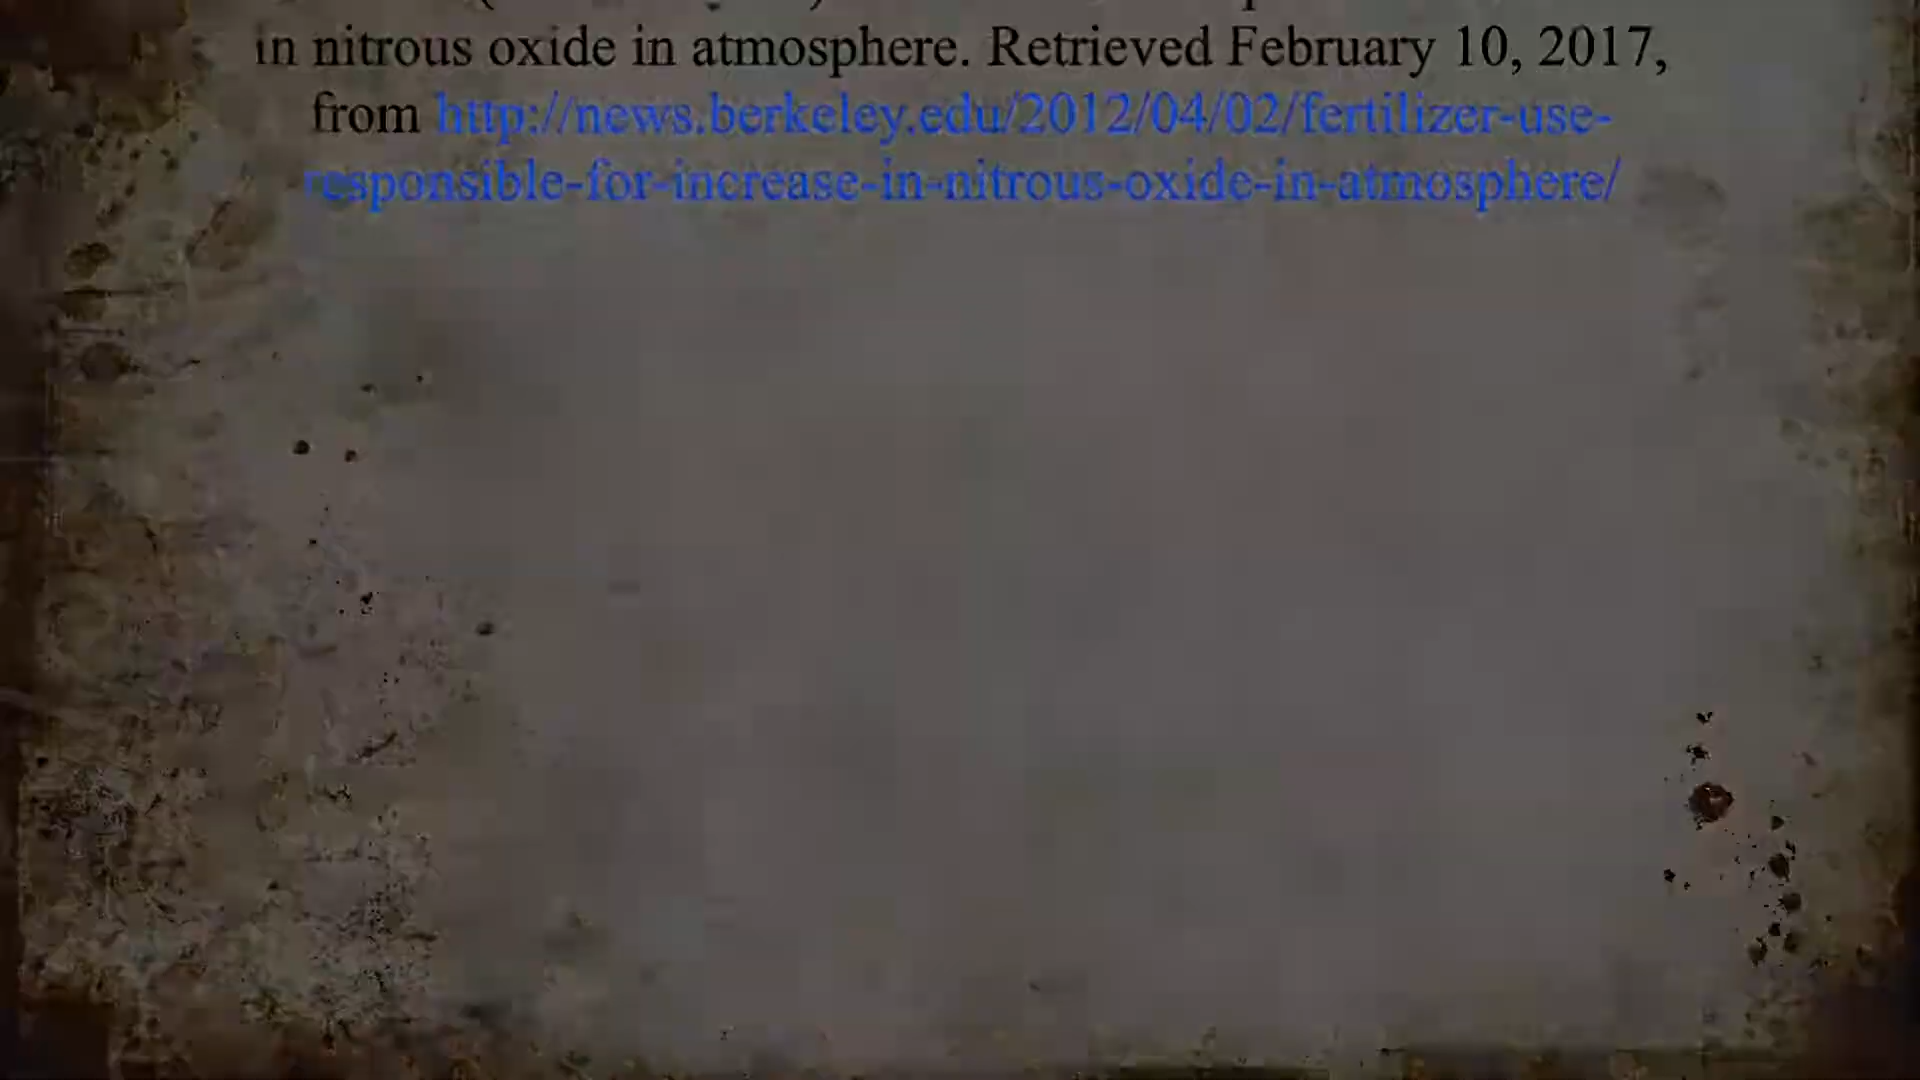 in nitrous oxide in atmosphere. Retrieved February 10, 2017,
from http://news.berkeley.edu/2012/04/02/fertilizer-use-
responsible-for-increase-in-nitrous-oxide-in-atmosphere/